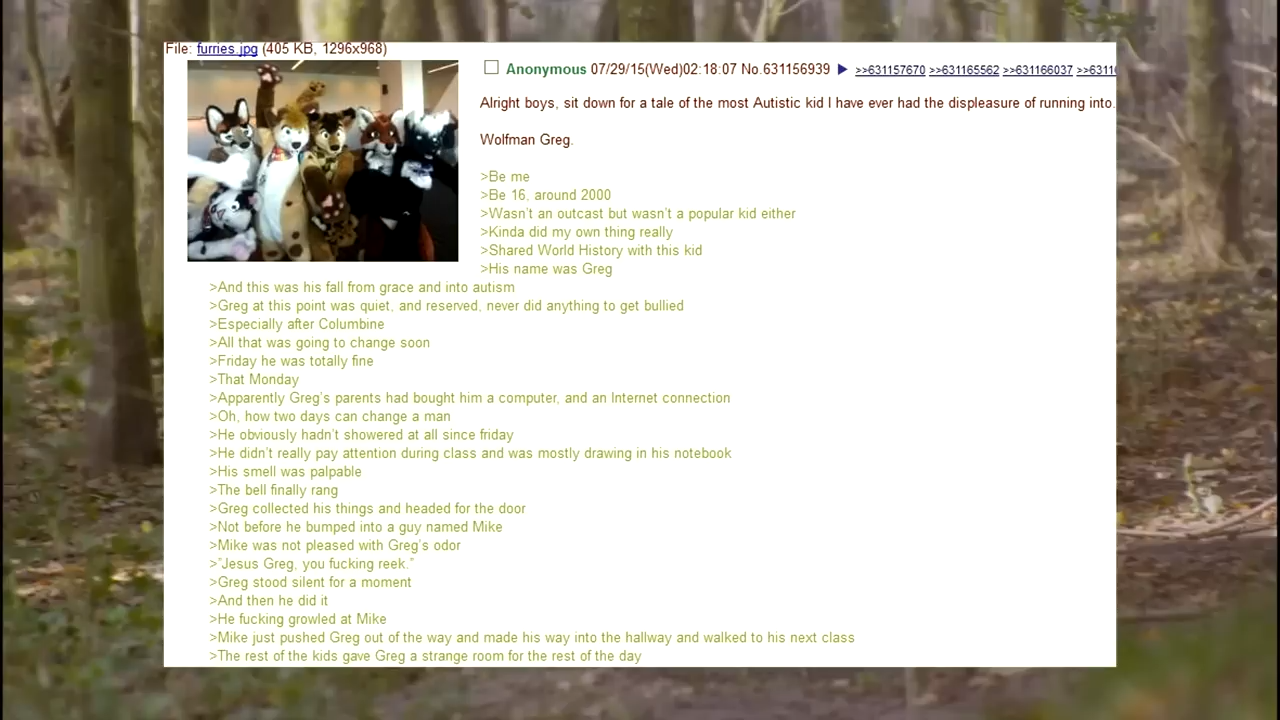 File: furries.jpg (405 KB, 1296x968)
Anonymous 07/29/15(Wed)02:18:07 No.631156939 ▶ >>631157670 >>631165562 >>631166037 >>6311
Alright boys, sit down for a tale of the most Autistic kid I have ever had the displeasure of running into.
Wolfman Greg.
>Be me
>Be 16, around 2000
>Wasn't an outcast but wasn't a popular kid either
>Kinda did my own thing really
>Shared World History with this kid
>His name was Greg
>And this was his fall from grace and into autism
>Greg at this point was quiet, and reserved, never did anything to get bullied
>Especially after Columbine
>All that was going to change soon
>Friday he was totally fine
>That Monday
>Apparently Greg's parents had bought him a computer, and an Internet connection
>Oh, how two days can change a man
>He obviously hadn't showered at all since friday
>He didn't really pay attention during class and was mostly drawing in his notebook
>His smell was palpable
>The bell finally rang
>Greg collected his things and headed for the door
>Not before he bumped into a guy named Mike
>Mike was not pleased with Greg's odor
>"Jesus Greg, you fucking reek."
>Greg stood silent for a moment
>And then he did it
>He fucking growled at Mike
>Mike just pushed Greg out of the way and made his way into the hallway and walked to his next class
>The rest of the kids gave Greg a strange room for the rest of the day